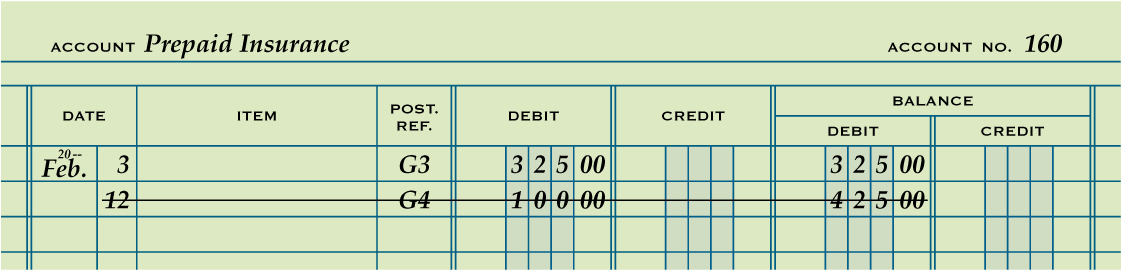 ACCOUNT Prepaid Insurance ACCOUNT NO. 160
DATE ITEM POST. REF. DEBIT CREDIT BALANCE
DEBIT CREDIT
20--
Feb. 3 G3 3 2 5 00 3 2 5 00
12 G4 1 0 0 00 4 2 5 00